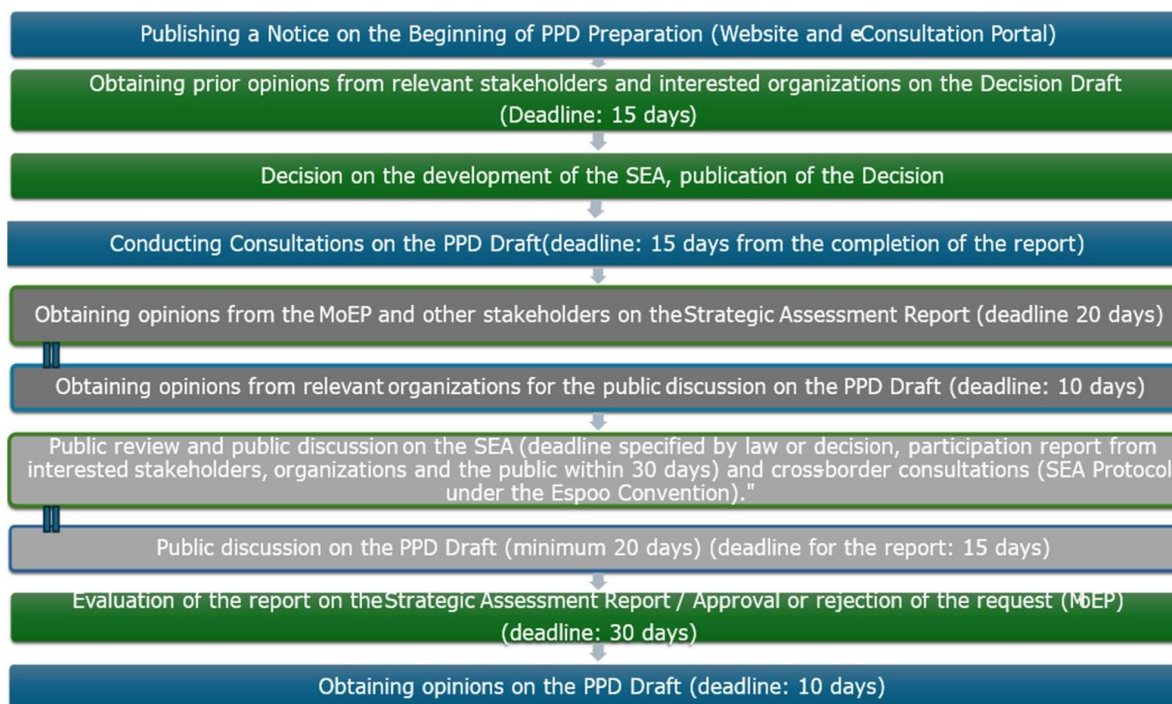 Publishing a Notice on the Beginning of PPD Preparation (Website and eConsultation Portal)
Obtaining prior opinions from relevant stakeholders and interested organizations on the Decision Draft
(Deadline: 15 days)
Decision on the development of the SEA, publication of the Decision
Conducting Consultations on the PPD Draft(deadline: 15 days from the completion of the report)
Obtaining opinions from the MoEP and other stakeholders on the Strategic Assessment Report (deadline 20 days)
Obtaining opinions from relevant organizations for the public discussion on the PPD Draft (deadline: 10 days)
Public review and public discussion on the SEA (deadline specified by law or decision, participation report from
interested stakeholders, organizations and the public within 30 days) and cross-border consultations (SEA Protocol
under the Espoo Convention)."
Public discussion on the PPD Draft (minimum 20 days) (deadline for the report: 15 days)
Evaluation of the report on the Strategic Assessment Report / Approval or rejection of the request (MoEP)
(deadline: 30 days)
Obtaining opinions on the PPD Draft (deadline: 10 days)